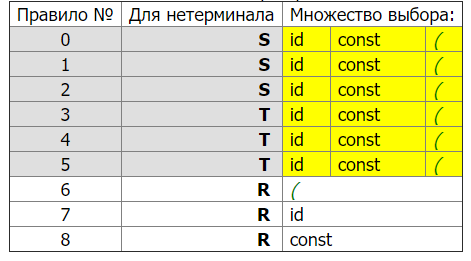 Правило № Для нетерминала Множество выбора:
0 S id const (
1 S id const (
2 S id const (
3 T id const (
4 T id const (
5 T id const (
6 R (
7 R id
8 R const